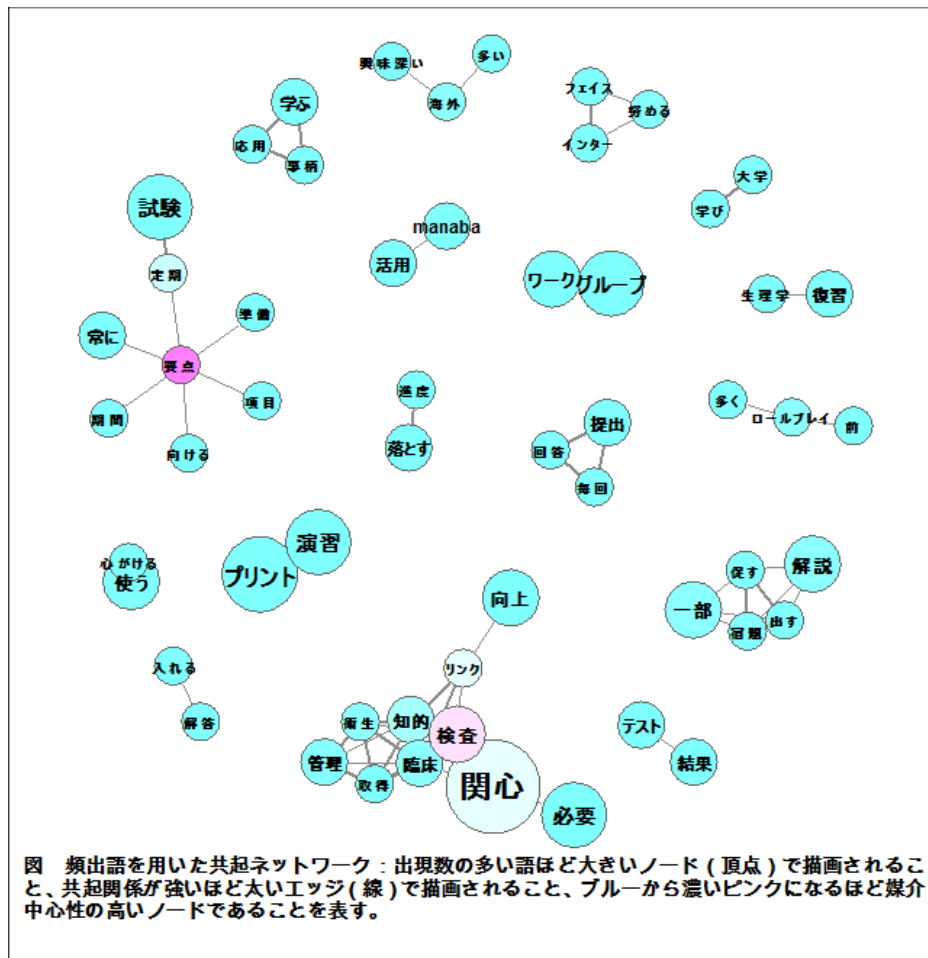 興味深い
多い
海外
フェイス
努める
インター
学ぶ
応用
事柄
大学
学び
試験
定期
manaba
活用
ワーク
グループ
生理学
復習
常に
準備
要点
期間
項目
向ける
進度
落とす
提出
回答
毎回
多く
ロールプレイ
前
心がける
使う
演習
プリント
向上
リンク
促す
解説
一部
出す
宿題
入れる
解答
衛生
知的
検査
管理
臨床
取得
関心
必要
テスト
結果
図 頻出語を用いた共起ネットワーク：出現数の多い語ほど大きいノード(頂点)で描画されるこ
と、共起関係が強いほど太いエッジ(線)で描画されること、ブルーから濃いピンクになるほど媒介
中心性の高いノードであることを表す。